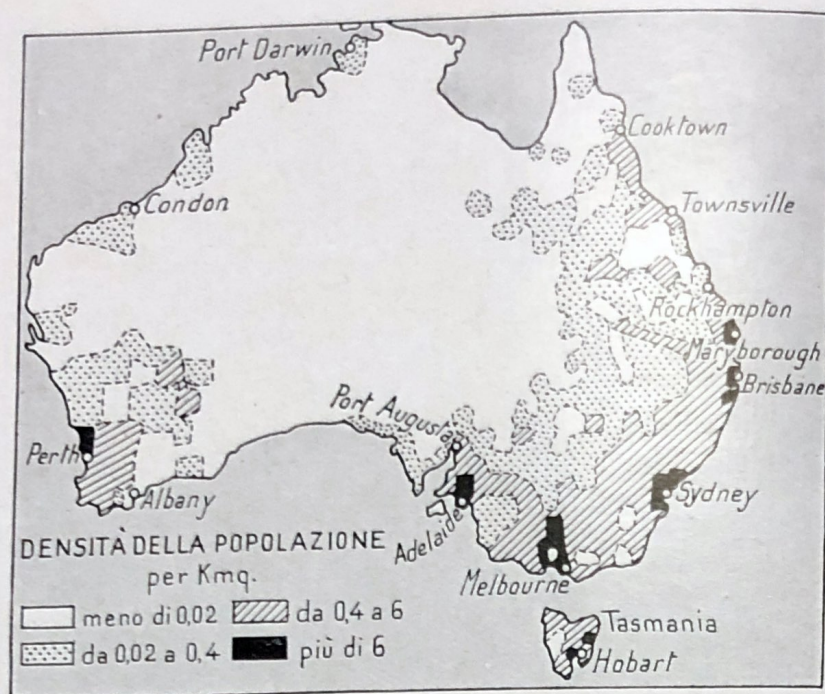 Port Darwin
Cooktown
Condon
Townsville
Rockhampton
Maryborough
Brisbane
Port Augusta
Perth
Albany
Adelaide
Sydney
Melbourne
DENSITÀ DELLA POPOLAZIONE
per Kmq.
meno di 0,02 da 0,4 a 6
da 0,02 a 0,4 più di 6
Tasmania
Hobart